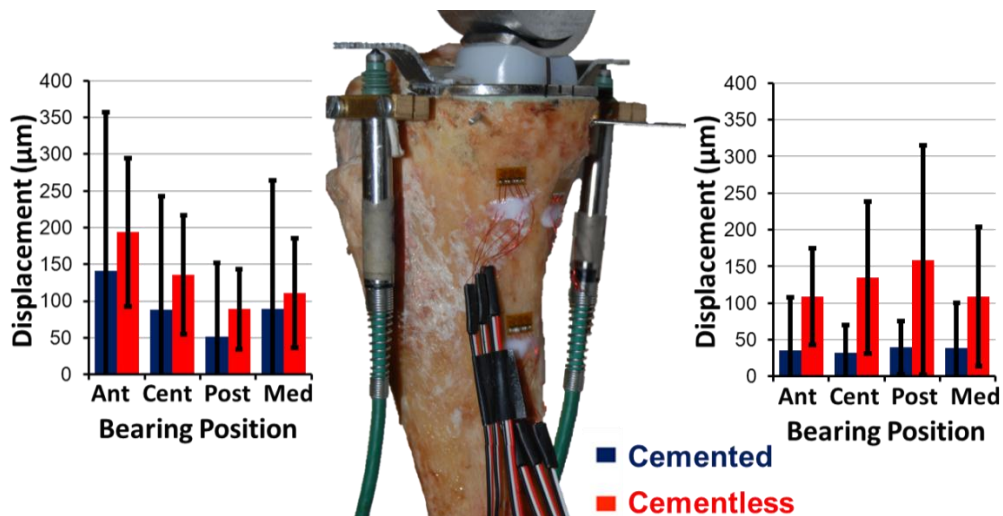 400
350
300
250
200
150
100
50
0
Displacement (µm)
Ant Cent Post Med
Bearing Position
400
350
300
250
200
150
100
50
0
Displacement (µm)
Ant Cent Post Med
Bearing Position
Cemented
Cementless